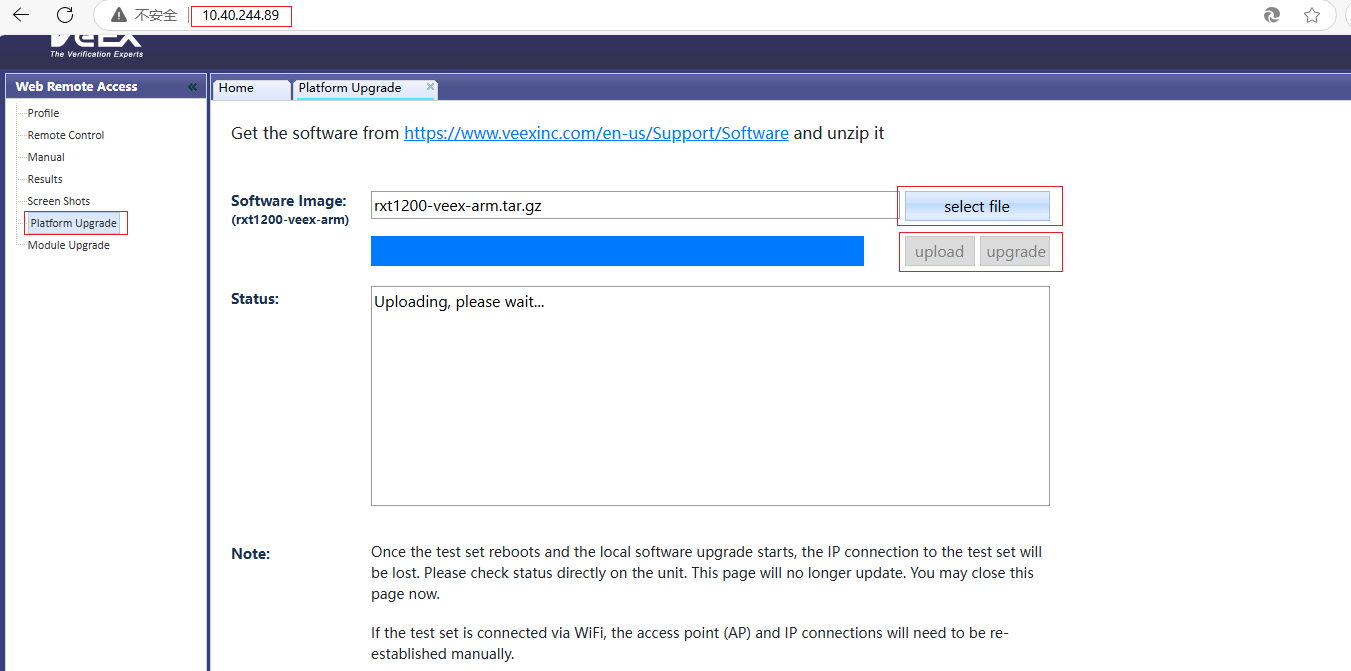 不安全
10.40.244.89
VeEX
The Verification Experts
Web Remote Access «
Home
Platform Upgrade ×
Profile
Remote Control
Manual
Results
Screen Shots
Platform Upgrade
Module Upgrade
Get the software from https://www.veexinc.com/en-us/Support/Software and unzip it
Software Image:
(rxt1200-veex-arm)
rxt1200-veex-arm.tar.gz
select file
upload
upgrade
Status:
Uploading, please wait...
Note:
Once the test set reboots and the local software upgrade starts, the IP connection to the test set will
be lost. Please check status directly on the unit. This page will no longer update. You may close this
page now.
If the test set is connected via WiFi, the access point (AP) and IP connections will need to be re-
established manually.